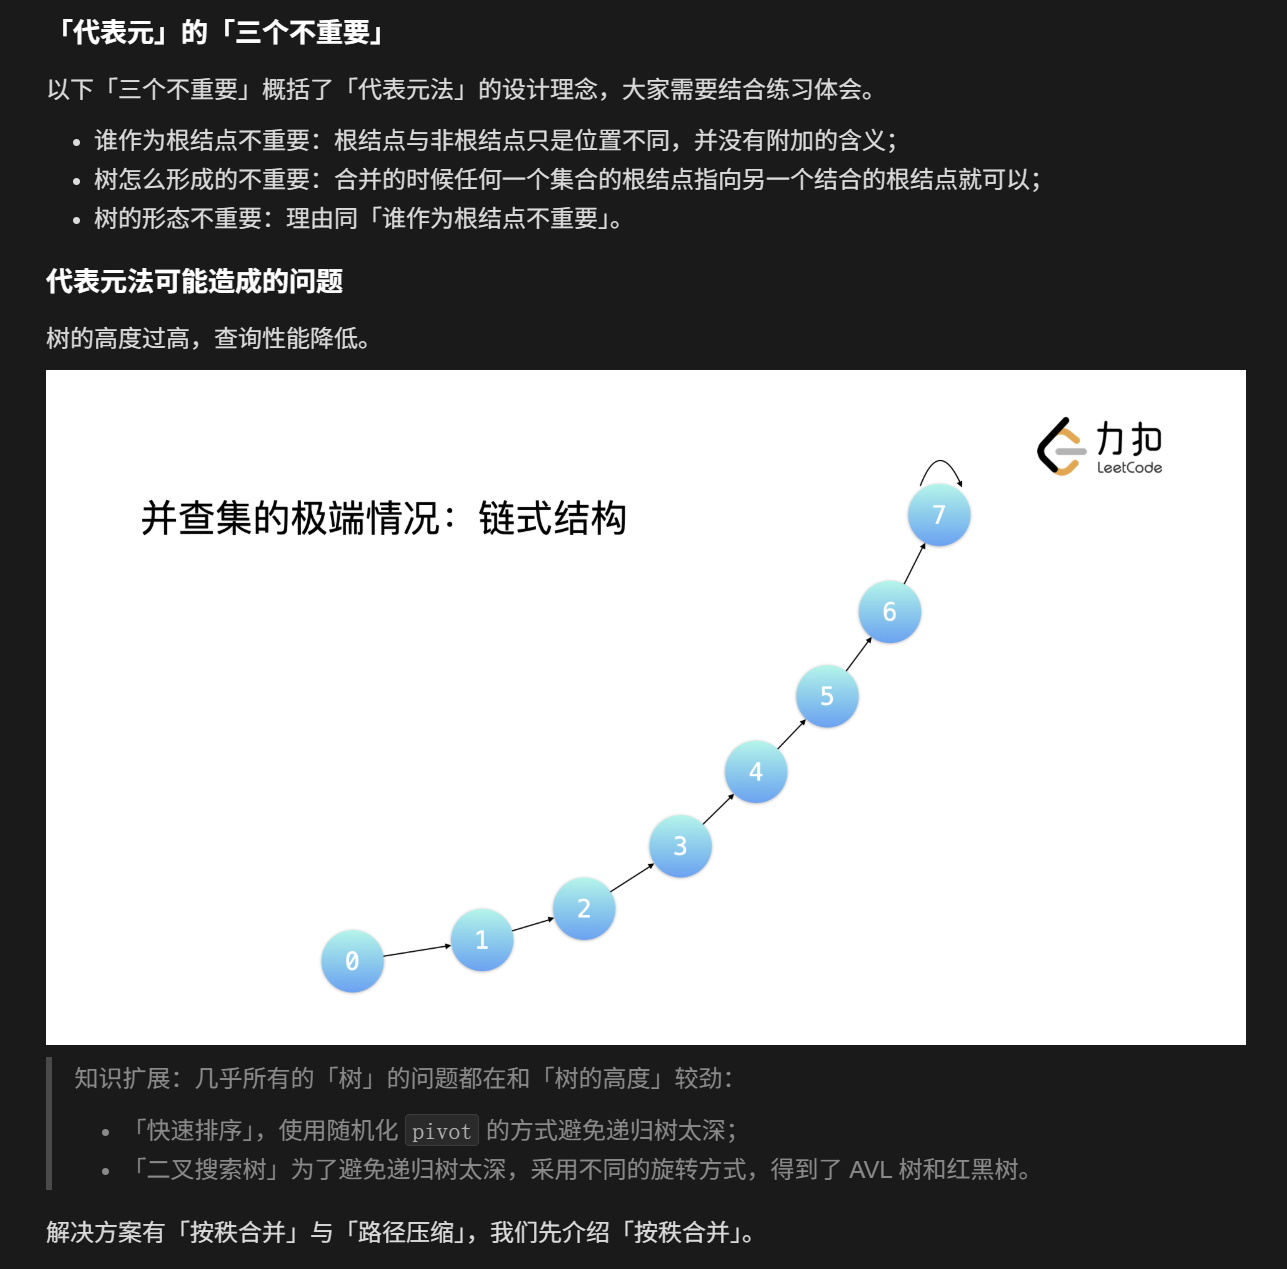 「代表元」的「三个不重要」
以下「三个不重要」概括了「代表元法」的设计理念，大家需要结合练习体会。
• 谁作为根结点不重要：根结点与非根结点只是位置不同，并没有附加的含义；
• 树怎么形成的不重要：合并的时候任何一个集合的根结点指向另一个结合的根结点就可以；
• 树的形态不重要：理由同「谁作为根结点不重要」。
代表元法可能造成的问题
树的高度过高，查询性能降低。
力扣
LeetCode
并查集的极端情况：链式结构
7
6
5
4
3
2
1
0
知识扩展：几乎所有的「树」的问题都在和「树的高度」较劲：
• 「快速排序」，使用随机化 pivot 的方式避免递归树太深；
• 「二叉搜索树」为了避免递归树太深，采用不同的旋转方式，得到了 AVL 树和红黑树。
解决方案有「按秩合并」与「路径压缩」，我们先介绍「按秩合并」。